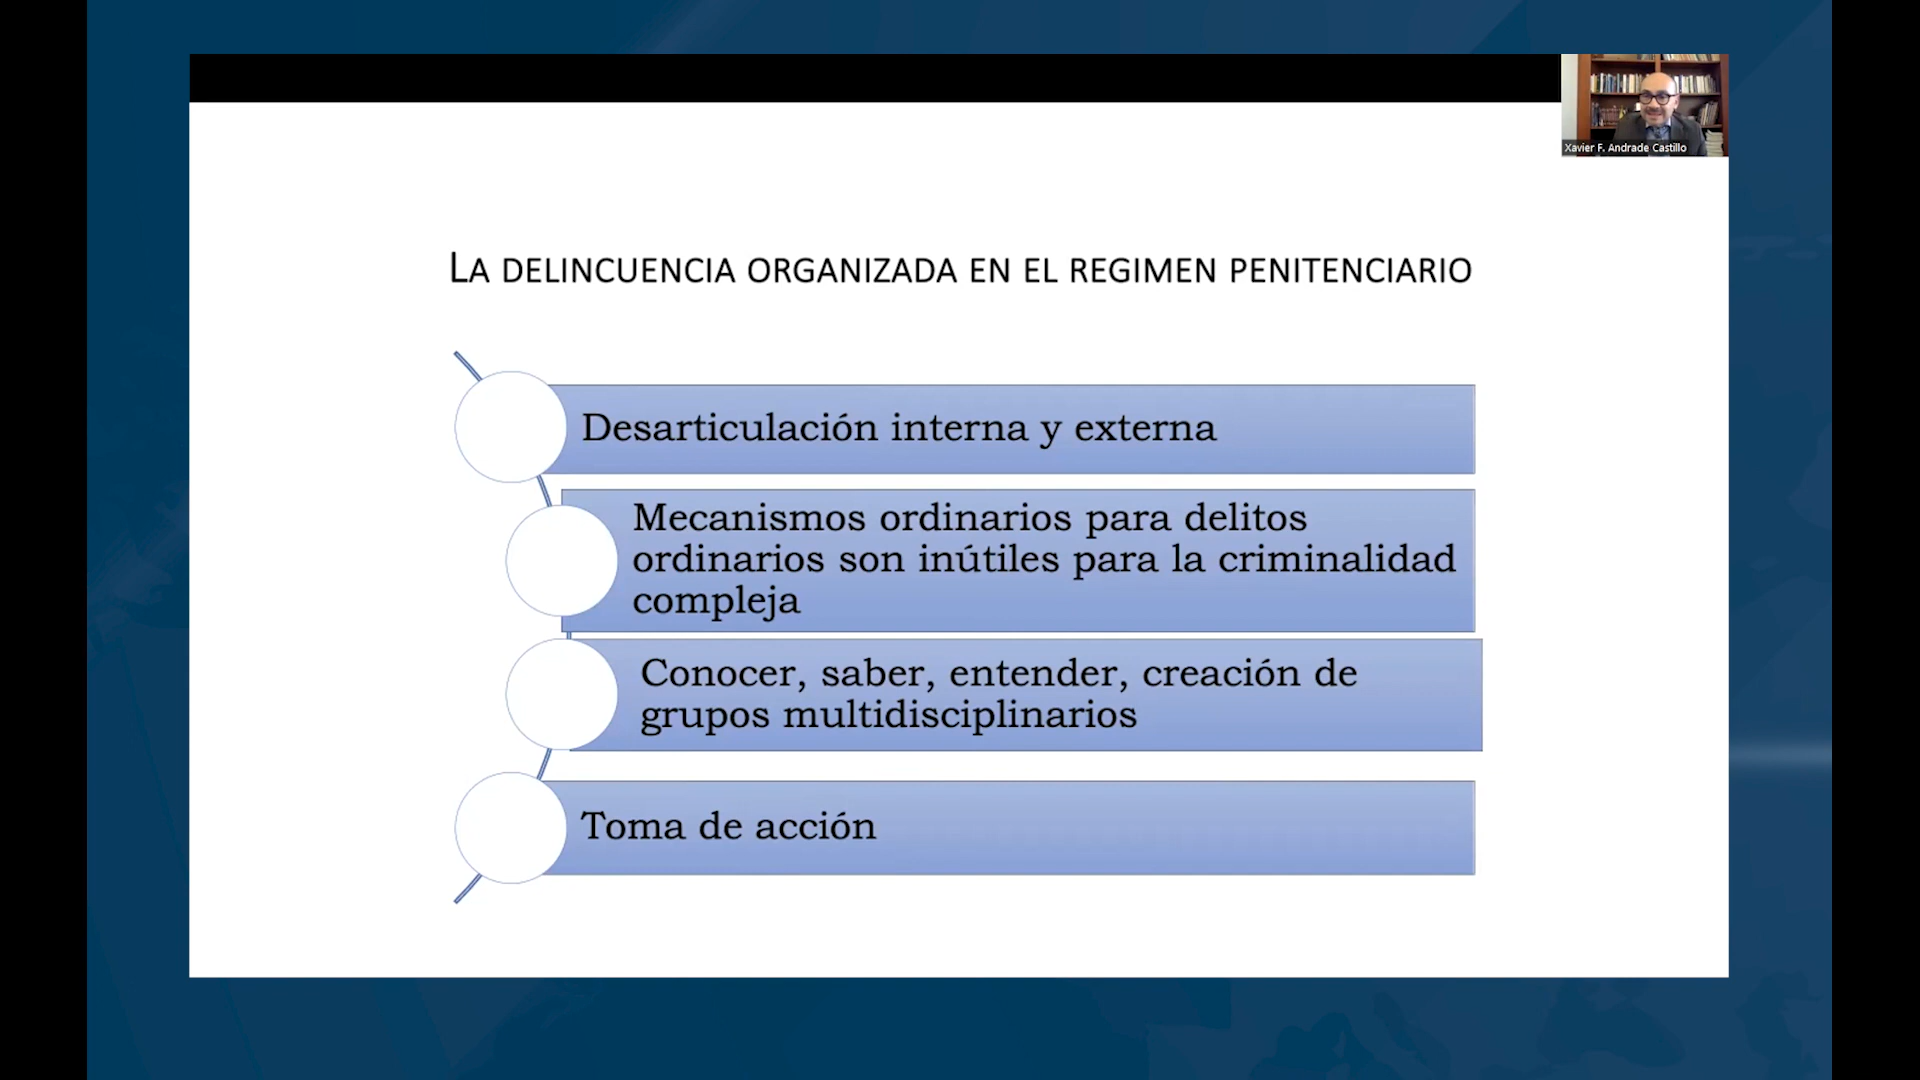 Xavier F. Andrade Castillo
LA DELINCUENCIA ORGANIZADA EN EL REGIMEN PENITENCIARIO
Desarticulación interna y externa
Mecanismos ordinarios para delitos
ordinarios son inútiles para la criminalidad
compleja
Conocer, saber, entender, creación de
grupos multidisciplinarios
Toma de acción